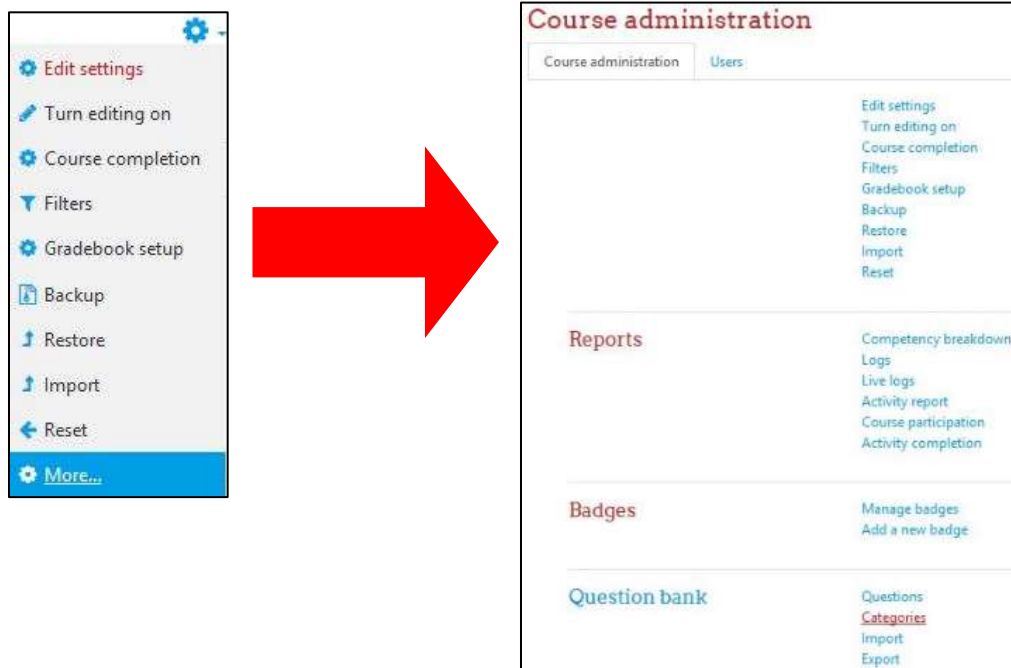 Edit settings
Turn editing on
Course completion
Filters
Gradebook setup
Backup
Restore
Import
Reset
More...
Course administration
Course administration Users
Edit settings
Turn editing on
Course completion
Filters
Gradebook setup
Backup
Restore
Import
Reset
Reports
Competency breakdown
Logs
Live logs
Activity report
Course participation
Activity completion
Badges
Manage badges
Add a new badge
Question bank
Questions
Categories
Import
Export